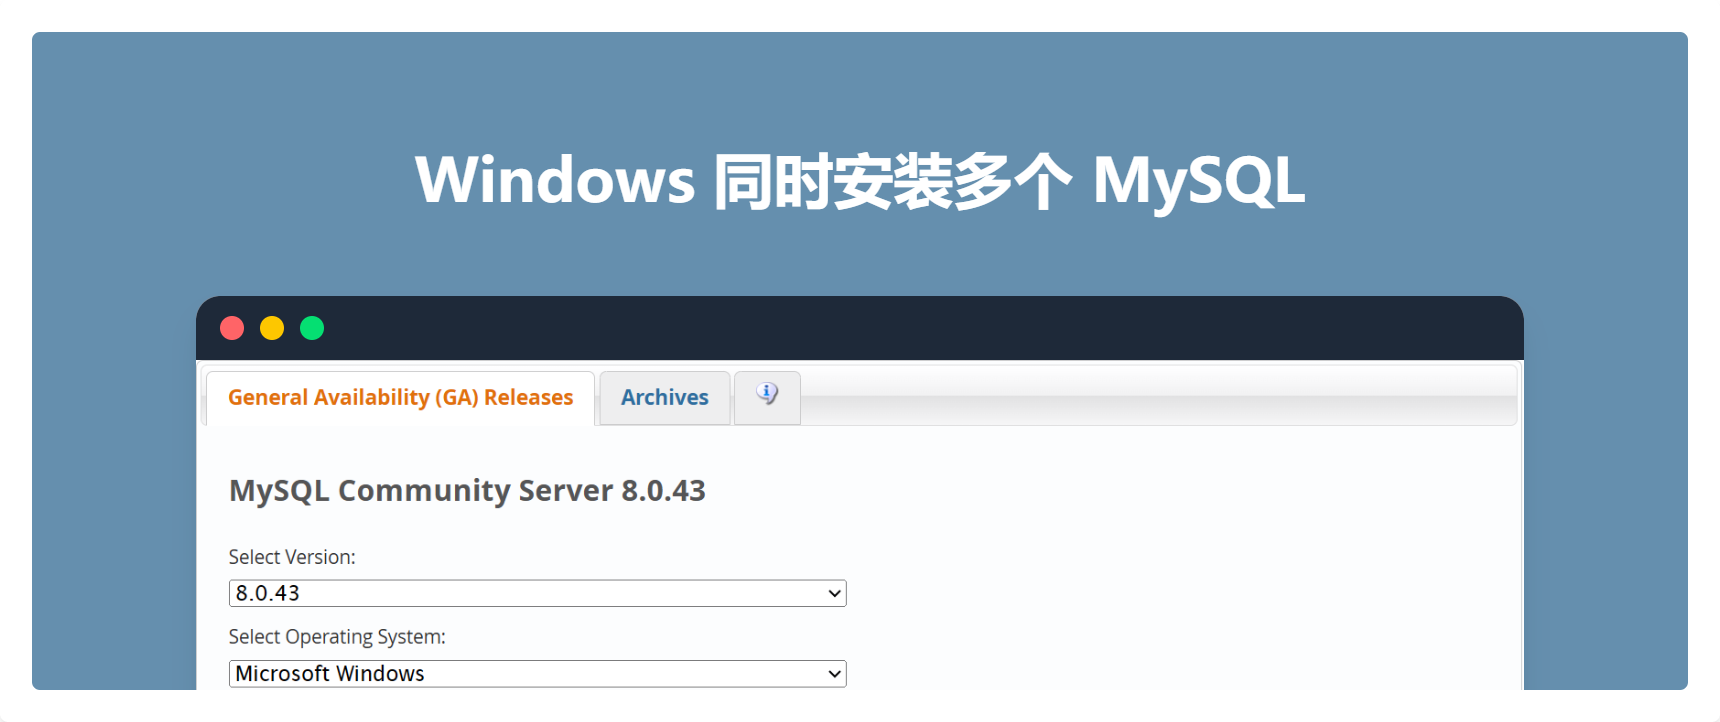 Windows 同时安装多个 MySQL
General Availability (GA) Releases
Archives
MySQL Community Server 8.0.43
Select Version:
8.0.43
Select Operating System:
Microsoft Windows